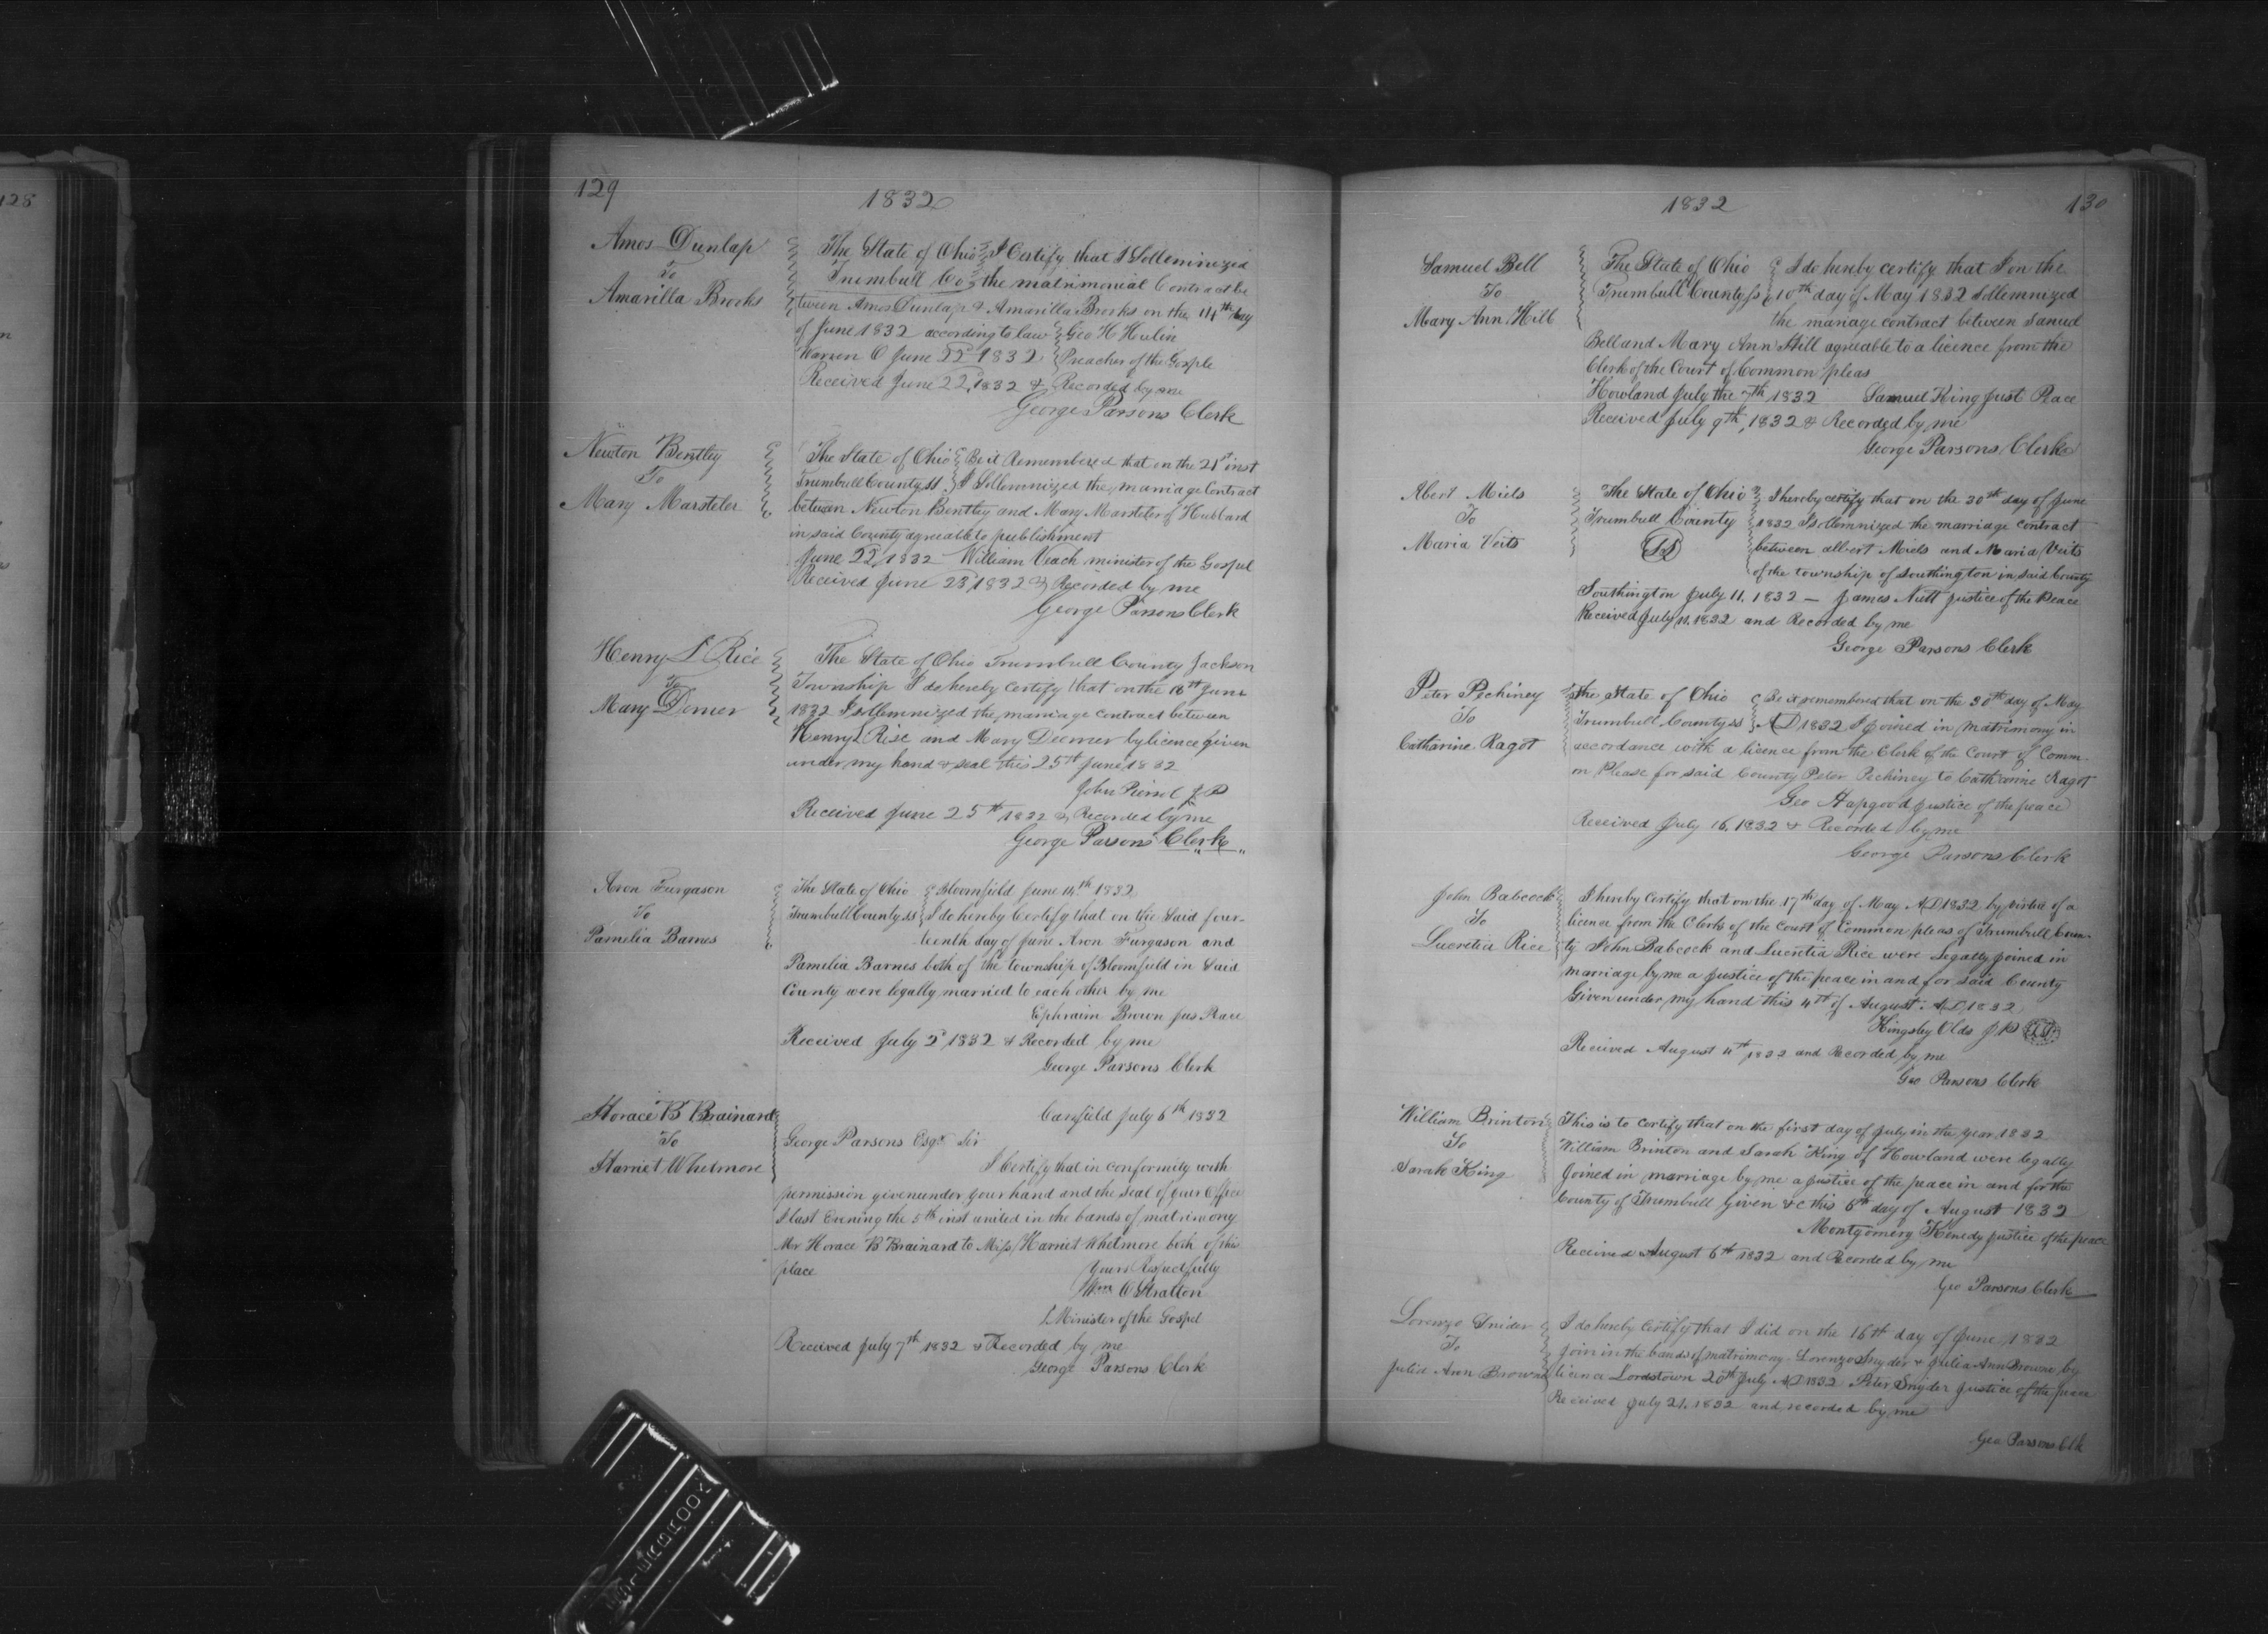 128
129
1832
Amos Dunlap
To
Amarilla Brooks
The State of Ohio I Certify that I Sollemnized
Trumbull Co the matrimonial Contract be
tween Amos Dunlap & Amarilla Brooks on the 14th day
of June 1832 according to law Geo H Hulin
Warren O June 22d 1832 Preacher of the Gosple
Received June 22d 1832 & Recorded by me
George Parsons Clerk
Newton Bentley
To
Mary Marsteler
The State of Ohio Be it Remembered that on the 21st inst
Trumbull County ss I Sollemnized the marriage Contract
between Newton Bentley and Mary Marsteler of Hubbard
in said County agreable to publishment
June 22d 1832 William Veach minister of the Gospel
Received June 23d 1832 & Recorded by me
George Parsons Clerk
Henry L Rice
To
Mary Demer
The State of Ohio Trumbull County Jackson
Township I do hereby certify that on the 16th June
1832 I sollemnized the marriage contract between
Henry L Rise and Mary Deemer by licence given
under my hand & seal this 25th June 1832
John J P
Received June 25th 1832 & Recorded by me
George Parsons Clerk
Aron Furgason
To
Pamelia Barnes
The State of Ohio Bloomfield June 14th 1832
Trumbull County ss I do hereby Certify that on the said four-
teenth day of June Aron Furgason and
Pamelia Barnes both of the township of Bloomfield in Said
County were legally married to each other by me
Ephraim Brown Jus Peace
Received July 2d 1832 & Recorded by me
George Parsons Clerk
Horace B Brainard
To
Harriet Whetmore
Canfield July 6th 1832
George Parsons Esqr Sir
I Certify that in conformity with
permission given under your hand and the seal of your Office
I last Evening the 5th inst united in the bands of matrimony
Mr Horace B Brainard to Miss Harriet Whetmore both of this
place Yours Respectfully
Wm O Stratton
Minister of the Gospel
Received July 7th 1832 & Recorded by me
George Parsons Clerk
1832
130
Samuel Bell
To
Mary Ann Hill
The State of Ohio I do hereby certify that I on the
Trumbull County ss 10th day of May 1832 Sollemnized
the mariage contract between Samuel
Bell and Mary Ann Hill agreable to a licence from the
Clerk of the Court of Common pleas
Howland July the 7th 1832 Samuel King Just Peace
Received July 9th, 1832 & Recorded by me
George Parsons Clerk
Abert Miels
To
Maria Veits
The State of Ohio I hereby certify that on the 30th day of June
Trumbull County 1832 I sollemnized the marriage contract
between albert Miels and Maria Veits
of the township of Southington in said County
Southington July 11. 1832 — James Nutt justice of the Peace
Received July 11, 1832 and Recorded by me
George Parsons Clerk
Peter Pechiney
To
Catharine Ragot
The State of Ohio Be it remembered that on the 30th day of May
Trumbull County ss AD 1832 I joined in Matrimony in
accordance with a licence from the Clerk of the Court of Comm-
on Please for said County Peter Pechiney to Catharine Ragot
Geo Hapgood justice of the peace
Received July 16, 1832 & Recorded by me
George Parsons Clerk
John Babcock
To
Lucretia Rice
I hereby certify that on the 17th day of May AD 1832 by virtue of a
licence from the Clerk of the Court of Common pleas of Trumbull Coun-
ty John Babcock and Lucretia Rice were Legally joined in
marriage by me a justice of the peace in and for said County
Given under my hand this 4th of August AD 1832
Kingsley Olds J P
Received August 4th 1832 and Recorded by me
Geo Parsons Clerk
William Brinton
To
Sarah King
This is to certify that on the first day of July in the year 1832
William Brinton and Sarah King of Howland were legally
Joined in marriage by me a justice of the peace in and for the
County of Trumbull Given &c this 6th day of August 1832
Montgomery Kenedy justice of the peace
Received August 6th 1832 and Recorded by me
Geo Parsons Clerk
Lorenzo Snider
To
Julia Ann Browne
I do hereby certify that I did on the 16th day of June 1832
join in the bands of matrimony Lorenzo Snyder & Julia Ann Browne by
licence Lordstown 20th July AD 1832 Peter Snyder justice of the peace
Received July 21. 1832 and recorded by me
Geo Parsons Clk